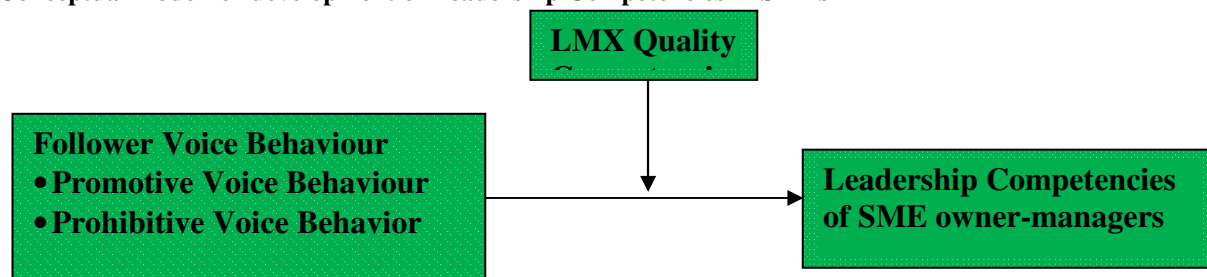 LMX Quality
Follower Voice Behaviour
• Promotive Voice Behaviour
• Prohibitive Voice Behavior
Leadership Competencies
of SME owner-managers